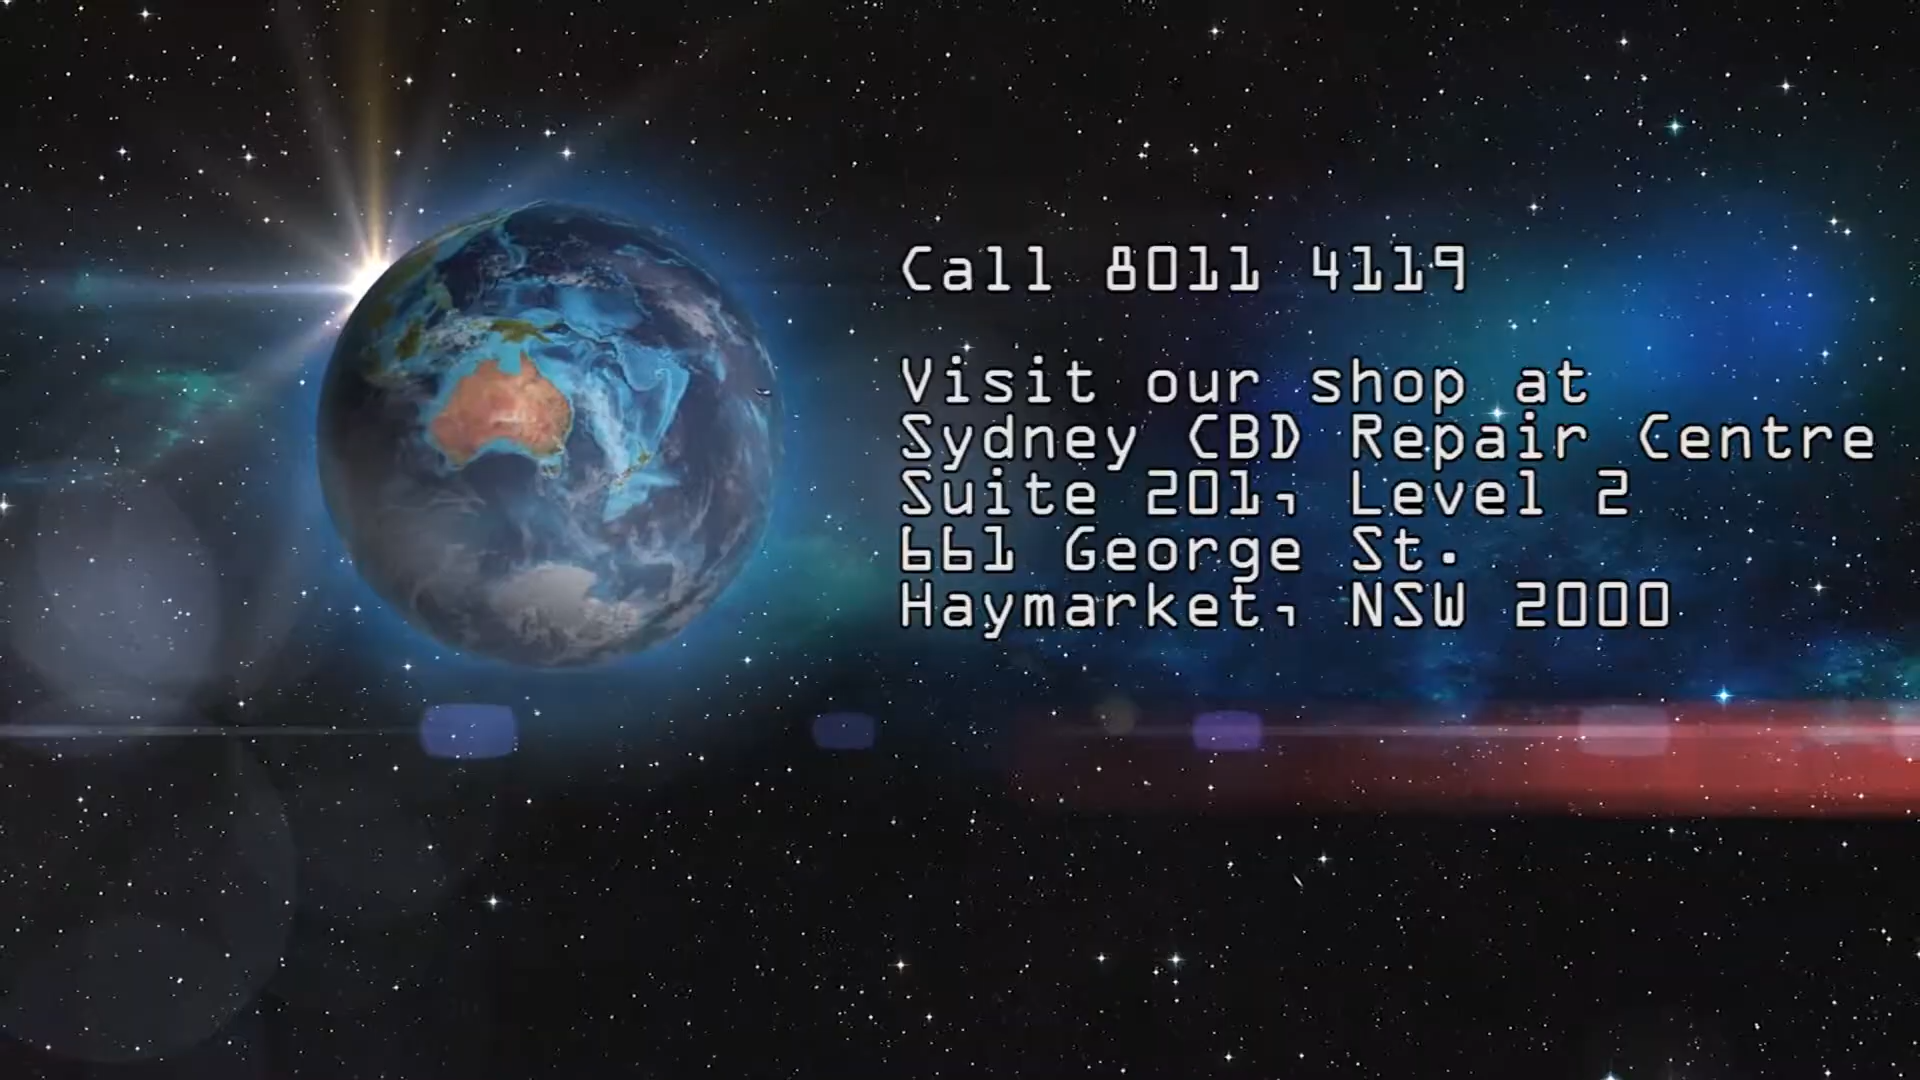 Call 8011 4119
Visit our shop at
Sydney CBD Repair Centre
Suite 201, Level 2
661 George St.
Haymarket, NSW 2000